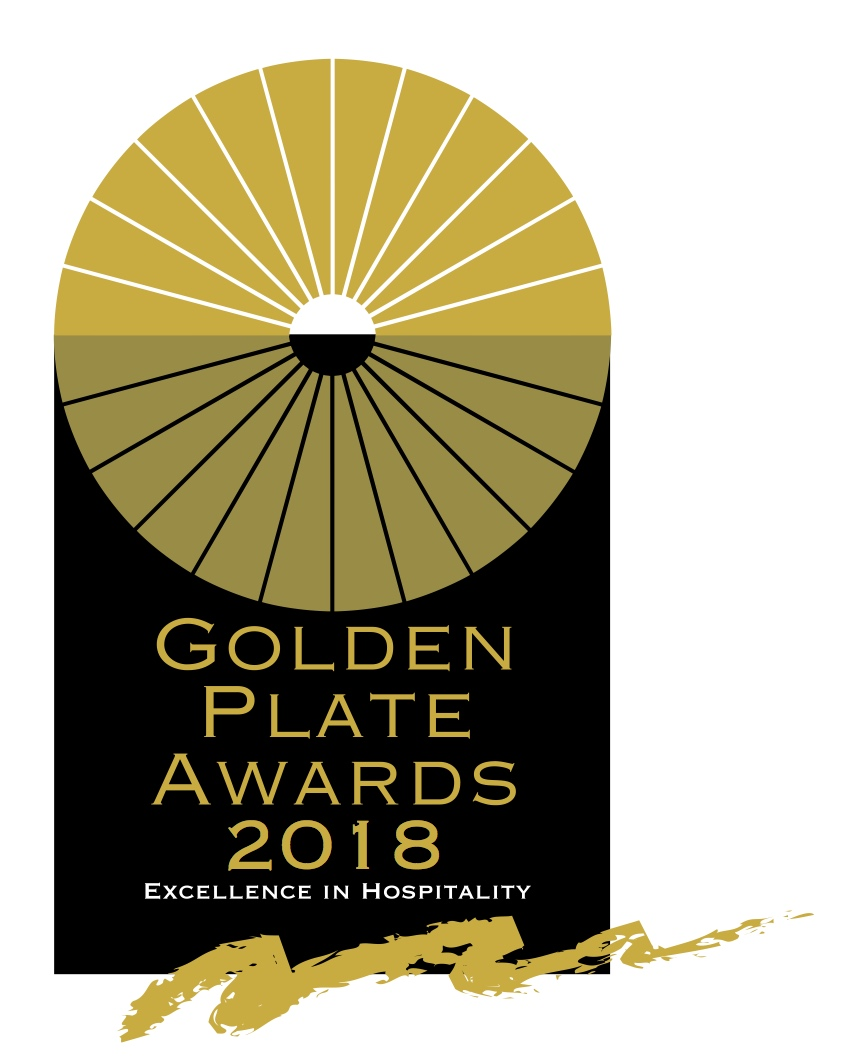 Golden
Plate
Awards
2018
Excellence in Hospitality